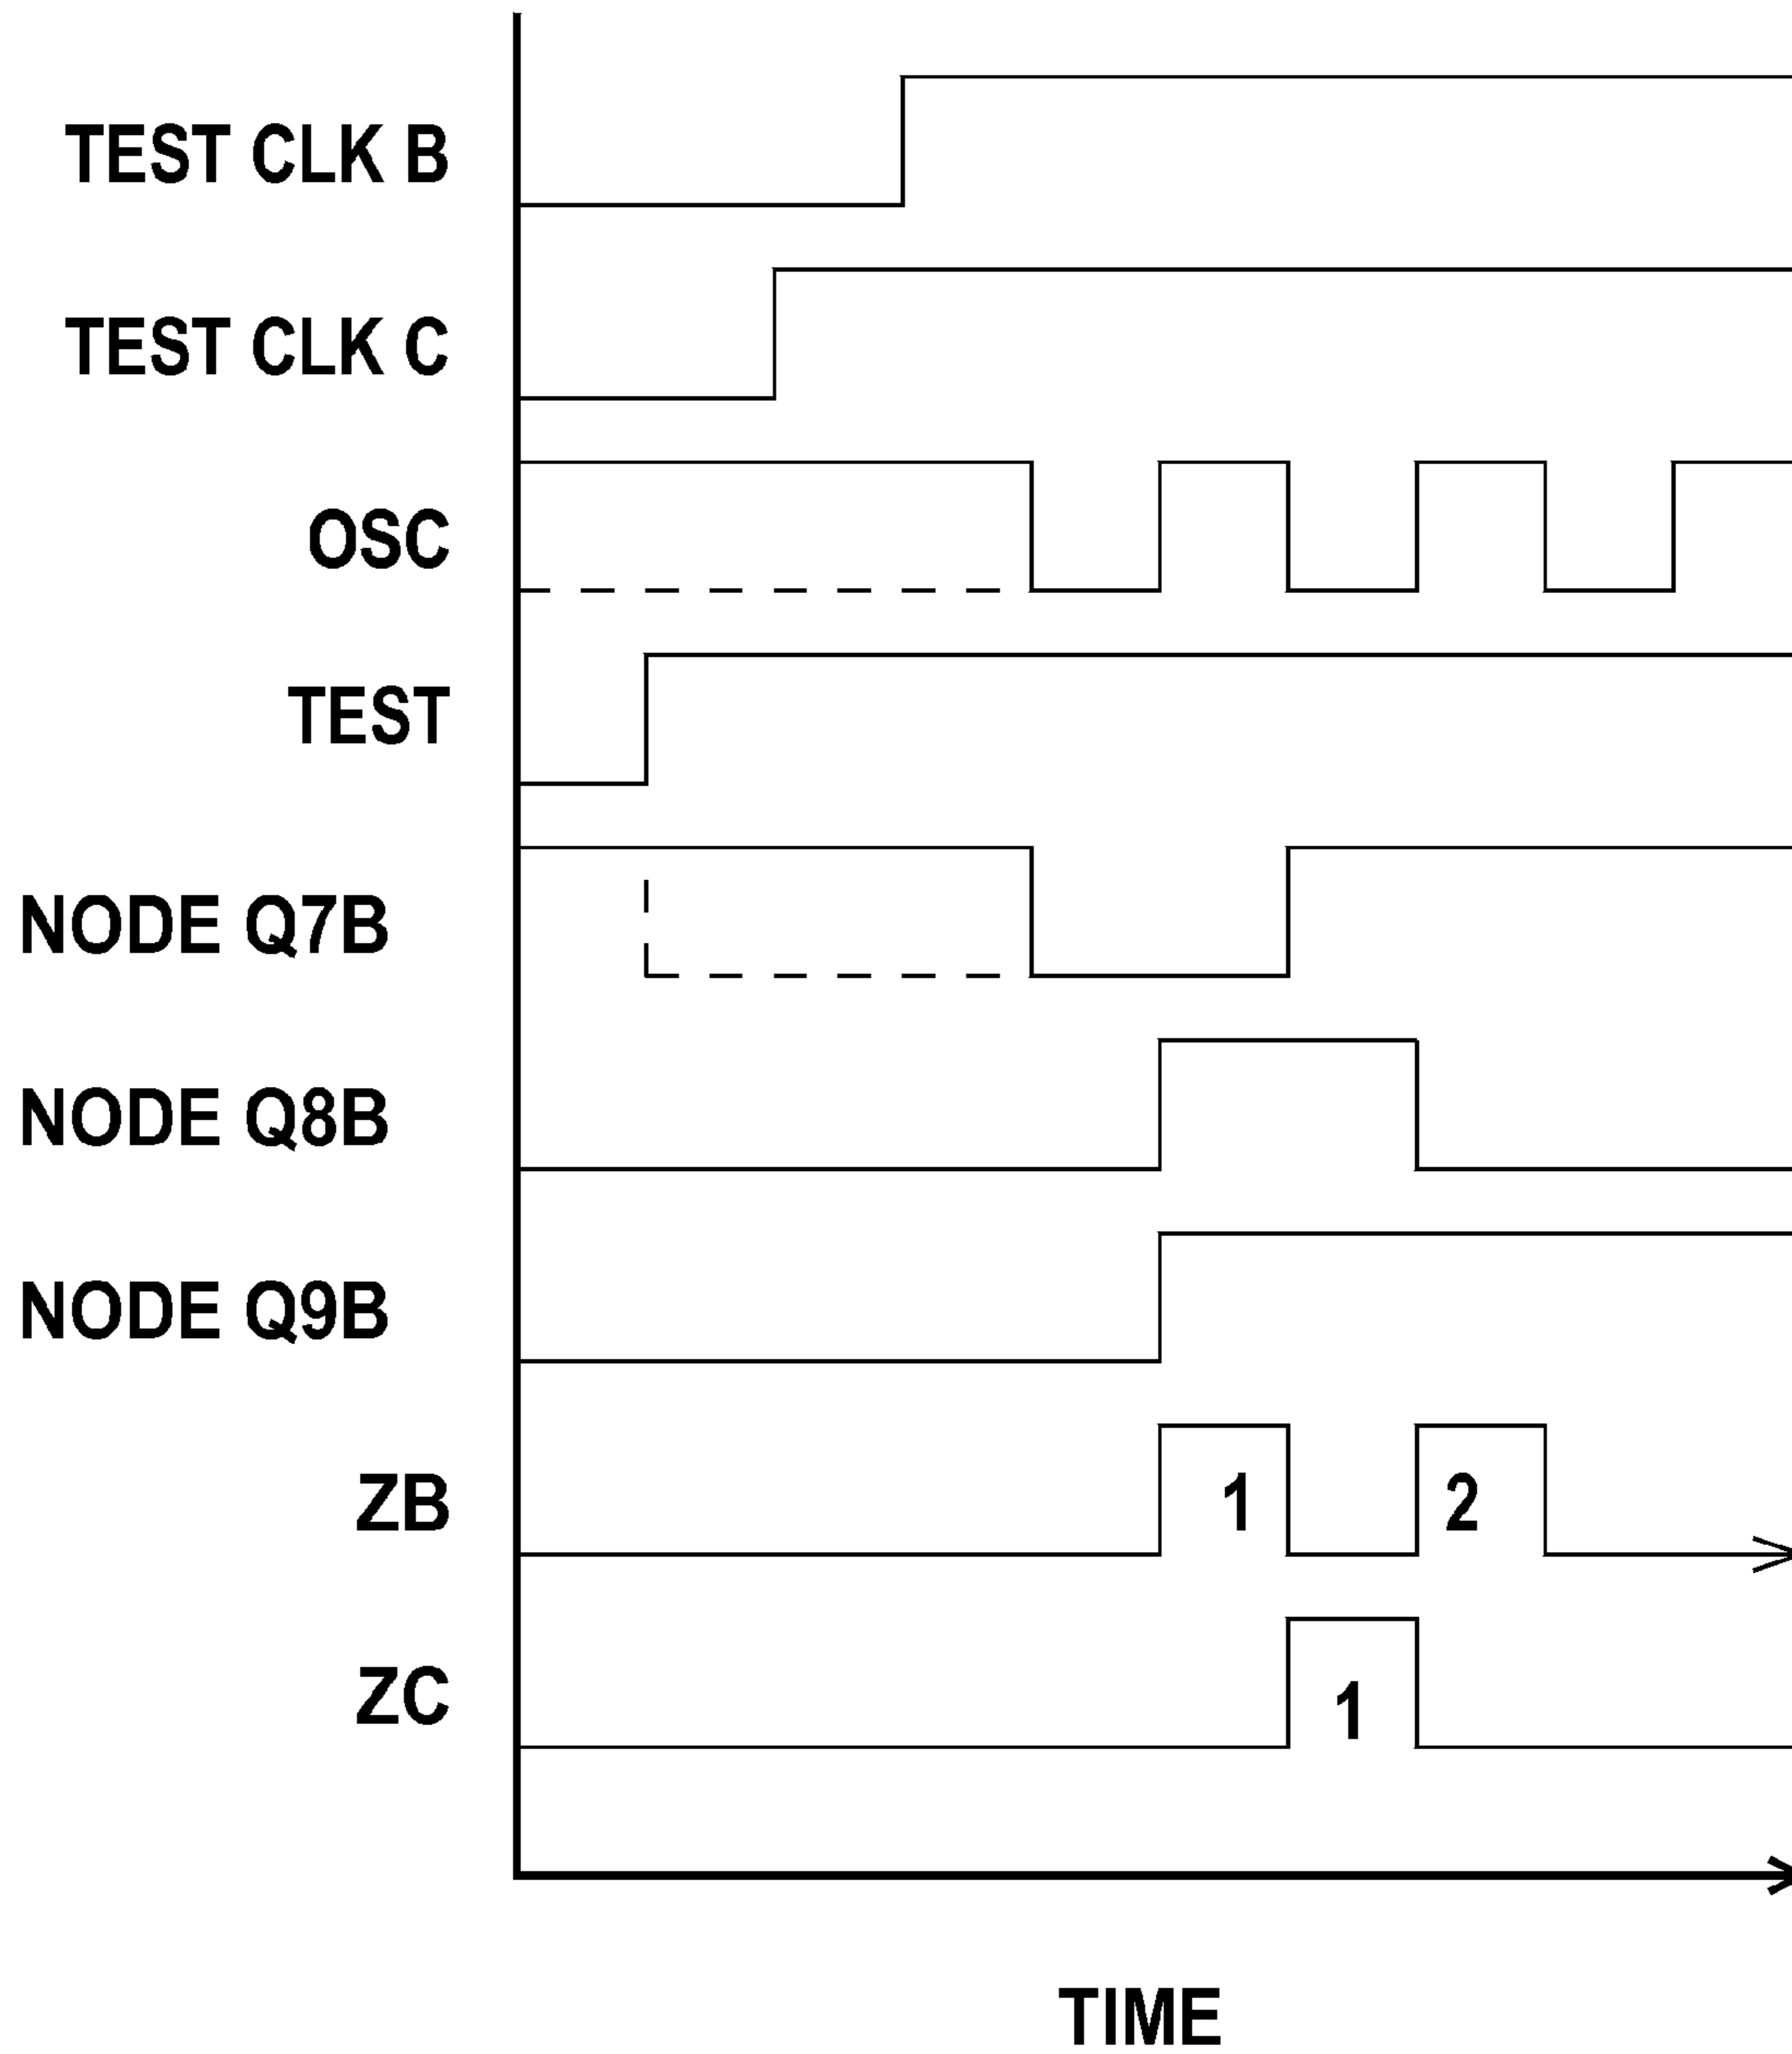 TEST CLK B
TEST CLK C
OSC
TEST
NODE Q7B
NODE Q8B
NODE Q9B
ZB
1
2
ZC
1
TIME